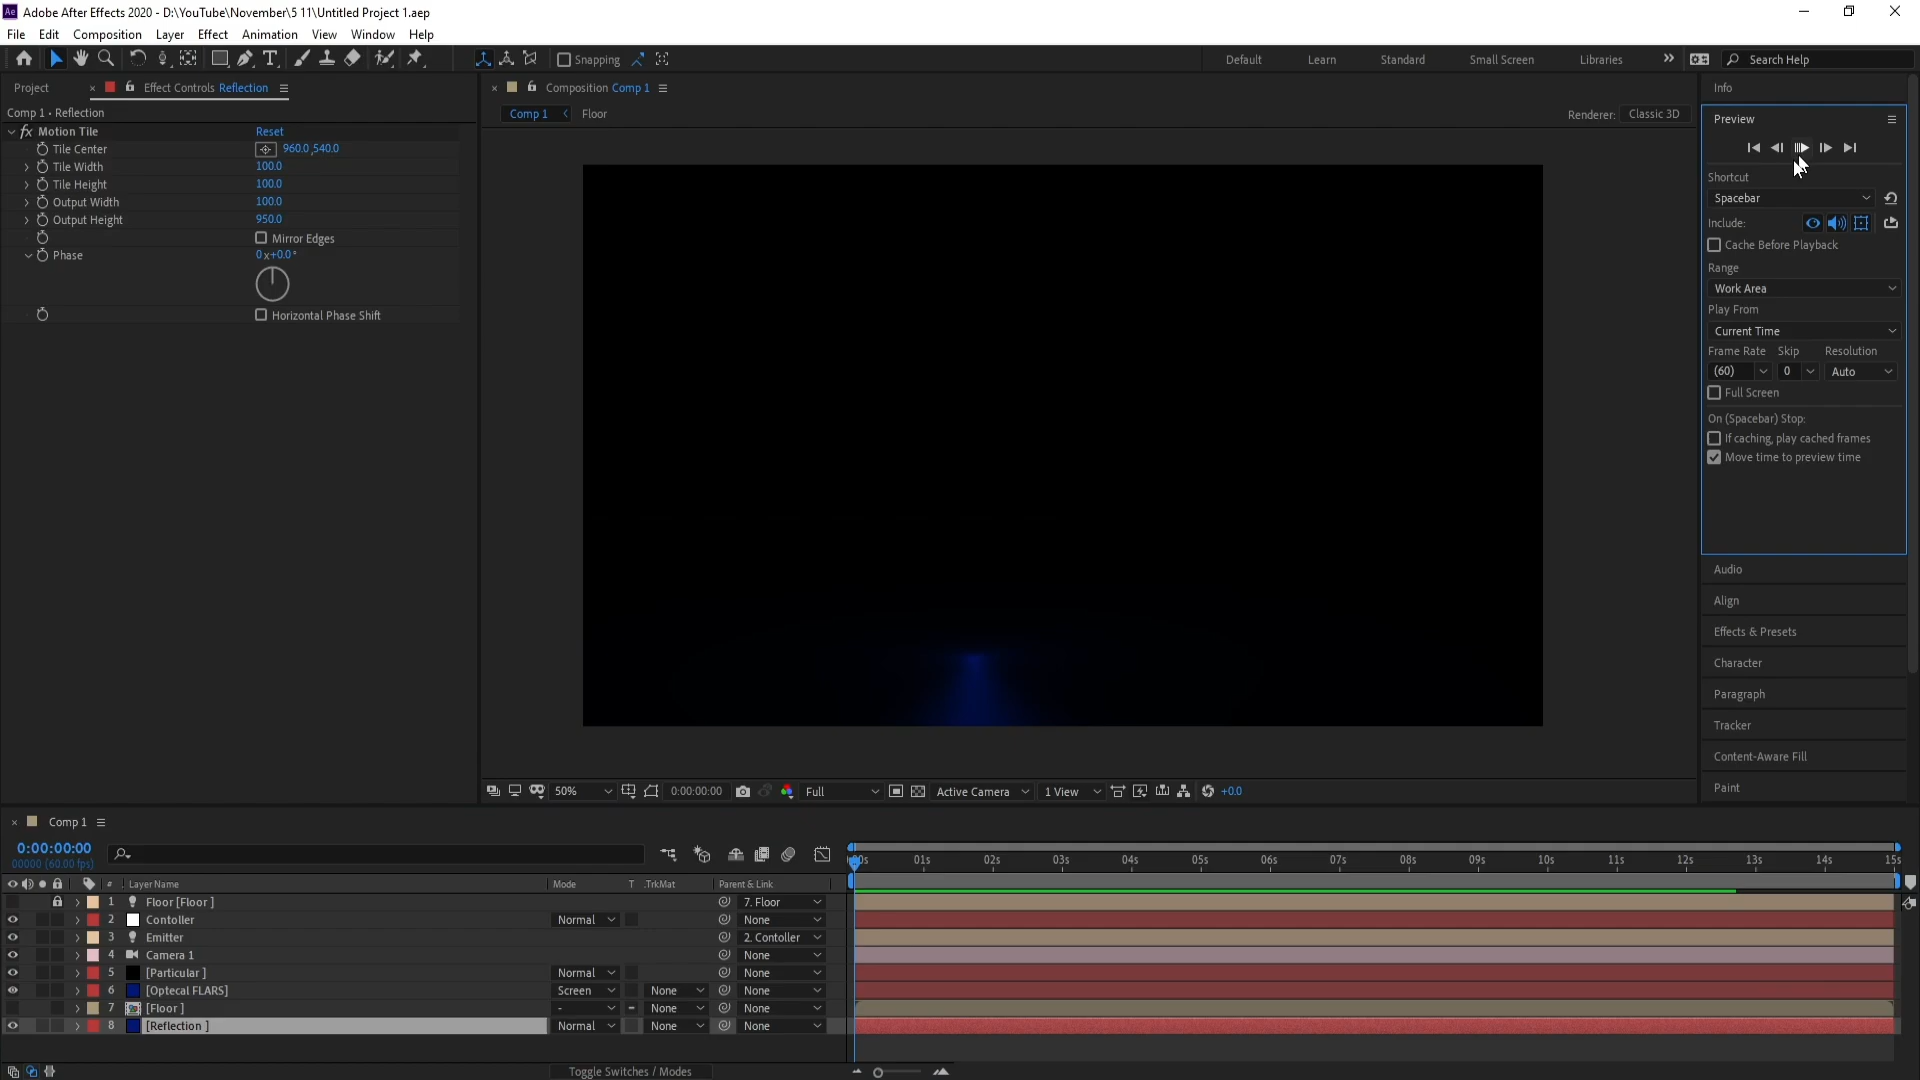 Ae Adobe After Effects 2020 - D:\YouTube\November\5 11\Untitled Project 1.aep
File Edit Composition Layer Effect Animation View Window Help
Snapping Default Learn Standard Small Screen Libraries » Search Help
Project × Effect Controls Reflection
Comp 1 • Reflection
fx Motion Tile Reset
Tile Center 960.0,540.0
Tile Width 100.0
Tile Height 100.0
Output Width 100.0
Output Height 950.0
Mirror Edges
Phase 0x+0.0°
Horizontal Phase Shift
× Composition Comp 1
Comp 1 Floor
Renderer: Classic 3D
50% 0:00:00:00 Full Active Camera 1 View +0.0
Info
Preview
Shortcut
Spacebar
Include:
Cache Before Playback
Range
Work Area
Play From
Current Time
Frame Rate Skip Resolution
(60) 0 Auto
Full Screen
On (Spacebar) Stop:
If caching, play cached frames
Move time to preview time
Audio
Align
Effects & Presets
Character
Paragraph
Tracker
Content-Aware Fill
Paint
× Comp 1
0:00:00:00
00000 (60.00 fps)
01s 02s 03s 04s 05s 06s 07s 08s 09s 10s 11s 12s 13s 14s 15s
# Layer Name Mode T .TrkMat Parent & Link
1 Floor [Floor ] 7. Floor
2 Contoller Normal None
3 Emitter 2. Contoller
4 Camera 1 None
5 [Particular ] Normal None
6 [Optecal FLARS] Screen None None
7 [Floor ] - None None
8 [Reflection ] Normal None None
Toggle Switches / Modes